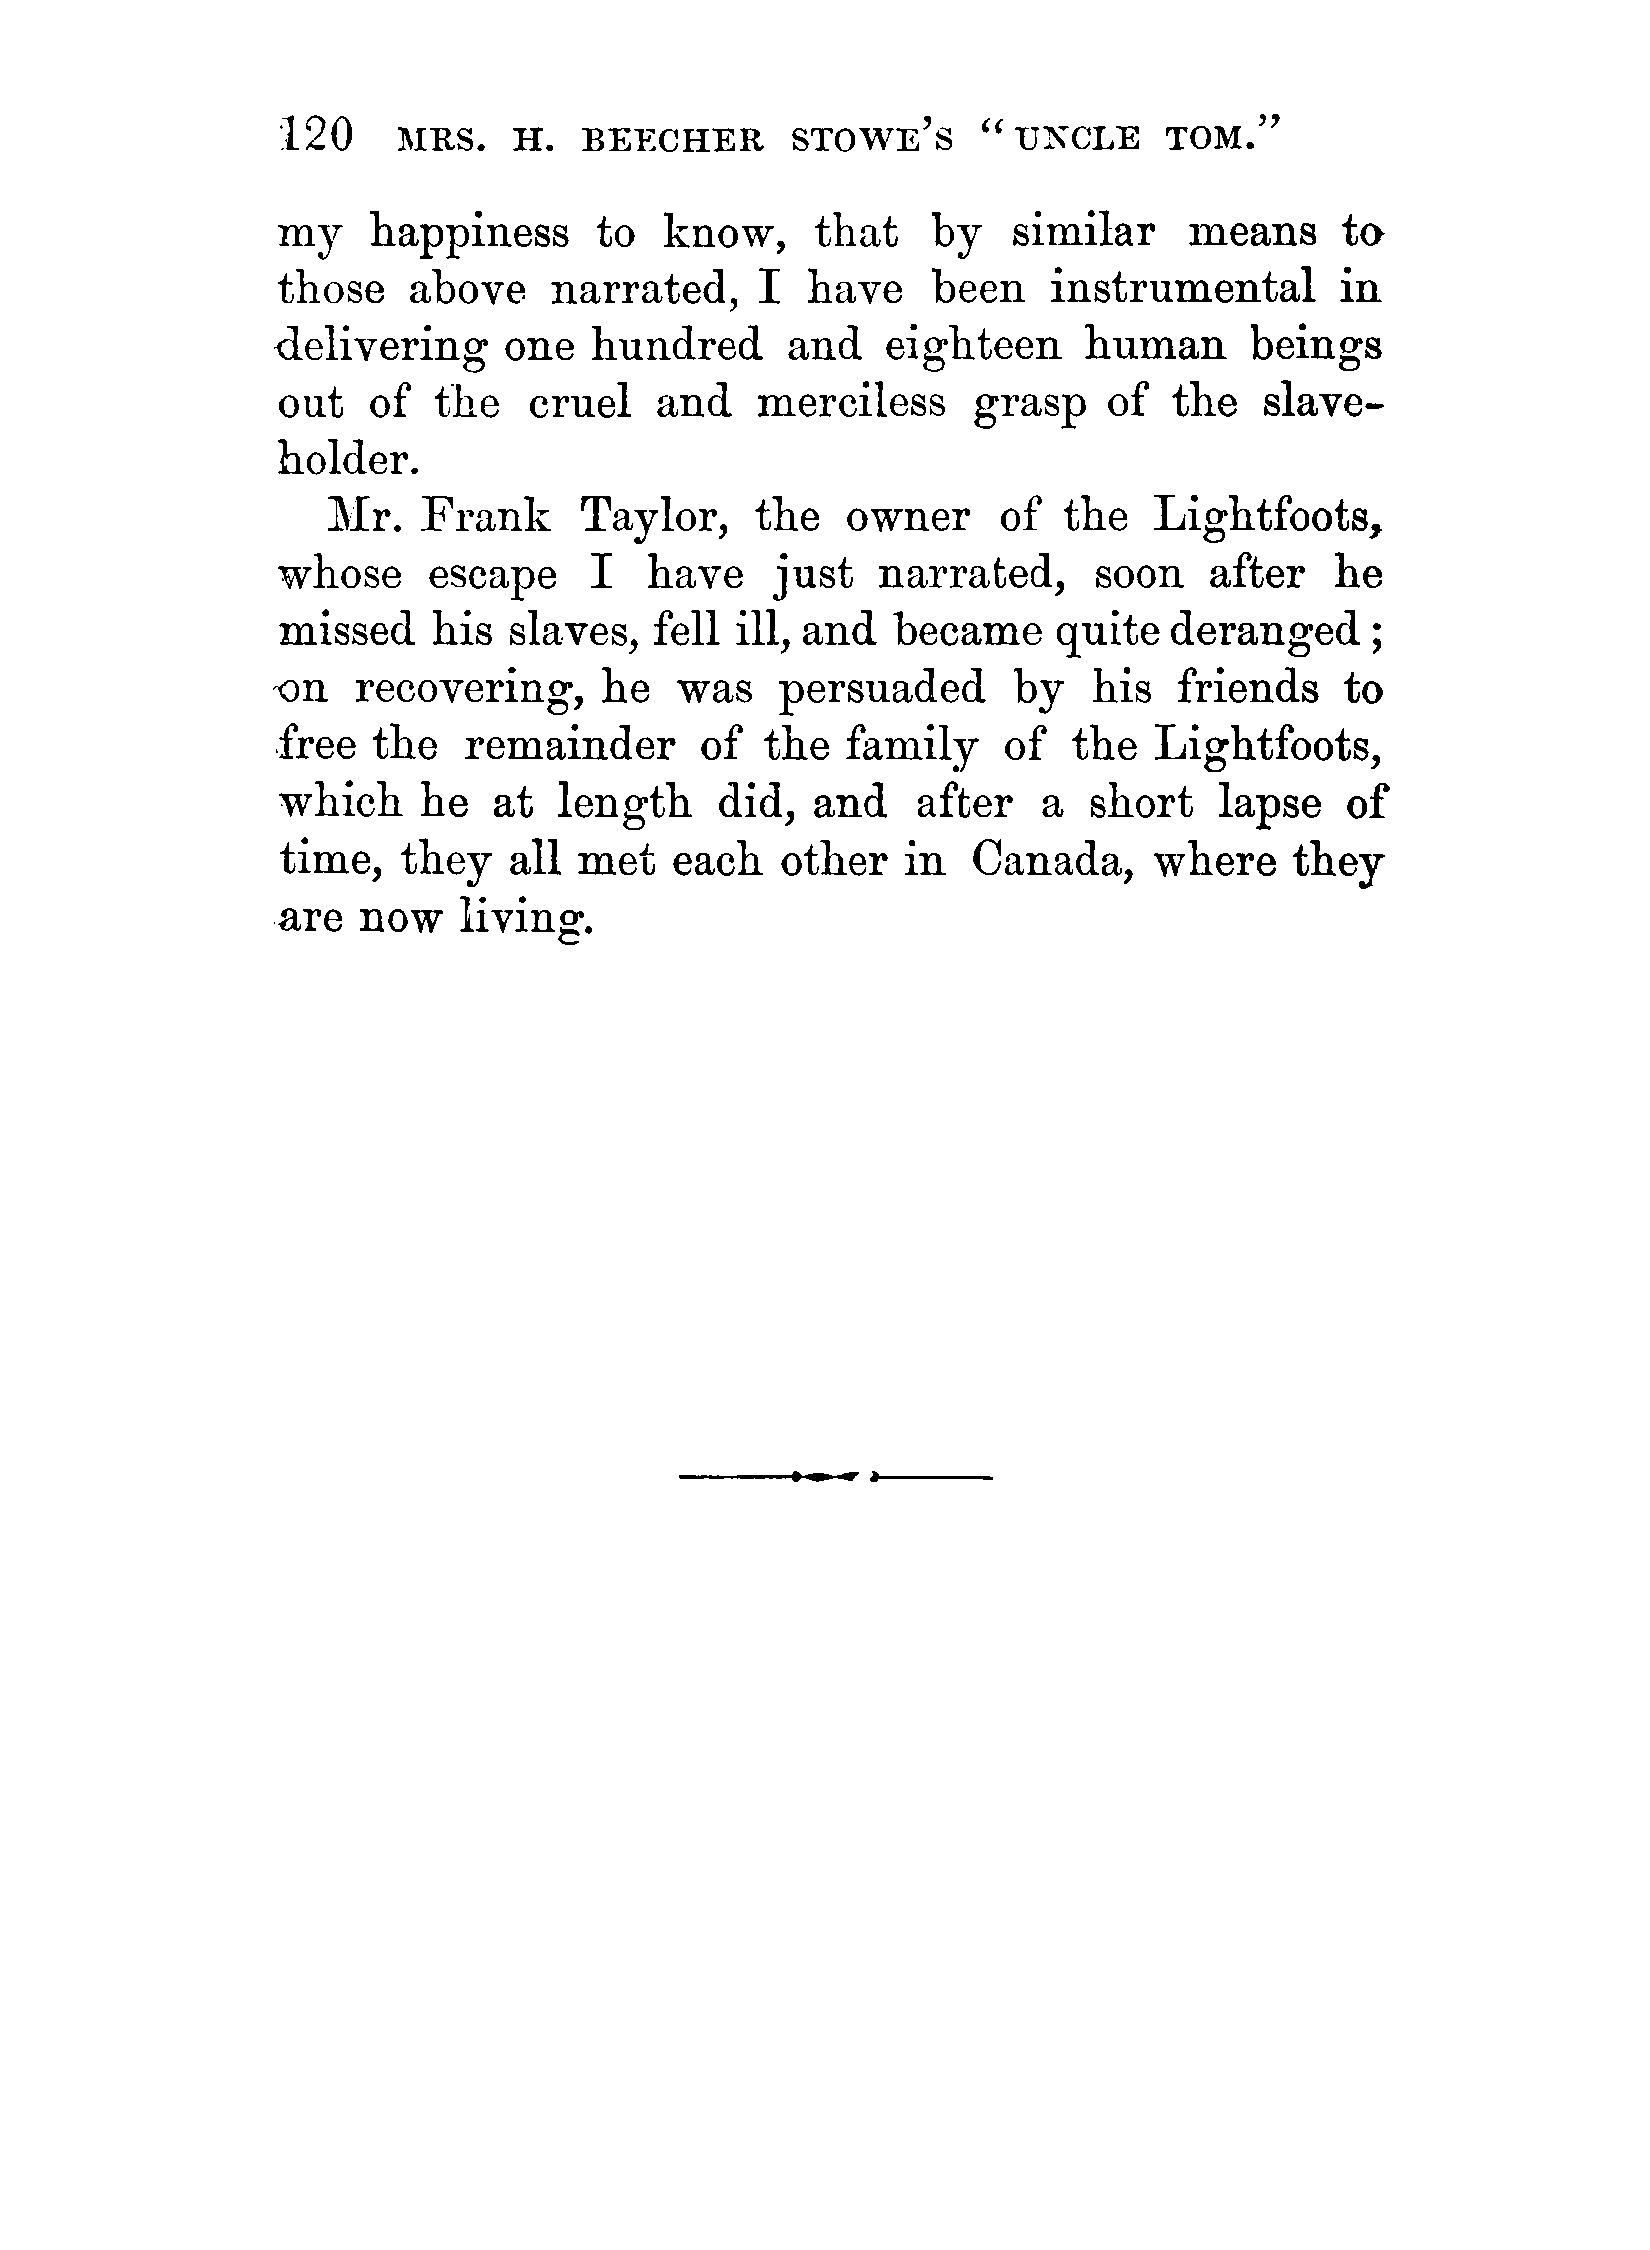 120 MRS. H. BEECHER STOWE'S "UNCLE TOM."
my happiness to know, that by similar means to
those above narrated, I have been instrumental in
delivering one hundred and eighteen human beings
out of the cruel and merciless grasp of the slave-
holder.
Mr. Frank Taylor, the owner of the Lightfoots,
whose escape I have just narrated, soon after he
missed his slaves, fell ill, and became quite deranged;
on recovering, he was persuaded by his friends to
free the remainder of the family of the Lightfoots,
which he at length did, and after a short lapse of
time, they all met each other in Canada, where they
are now living.